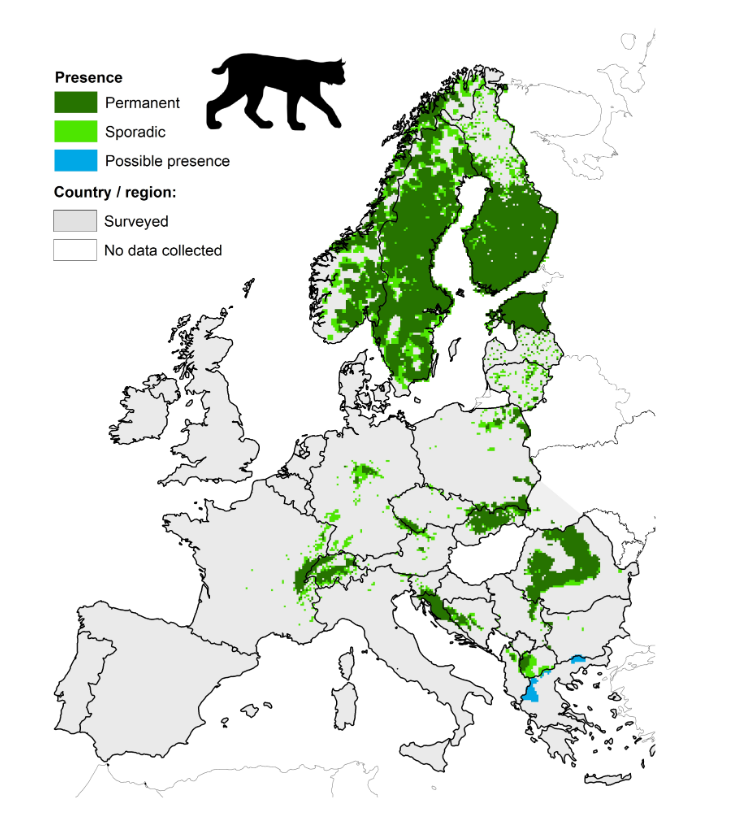 Presence
Permanent
Sporadic
Possible presence
Country / region:
Surveyed
No data collected